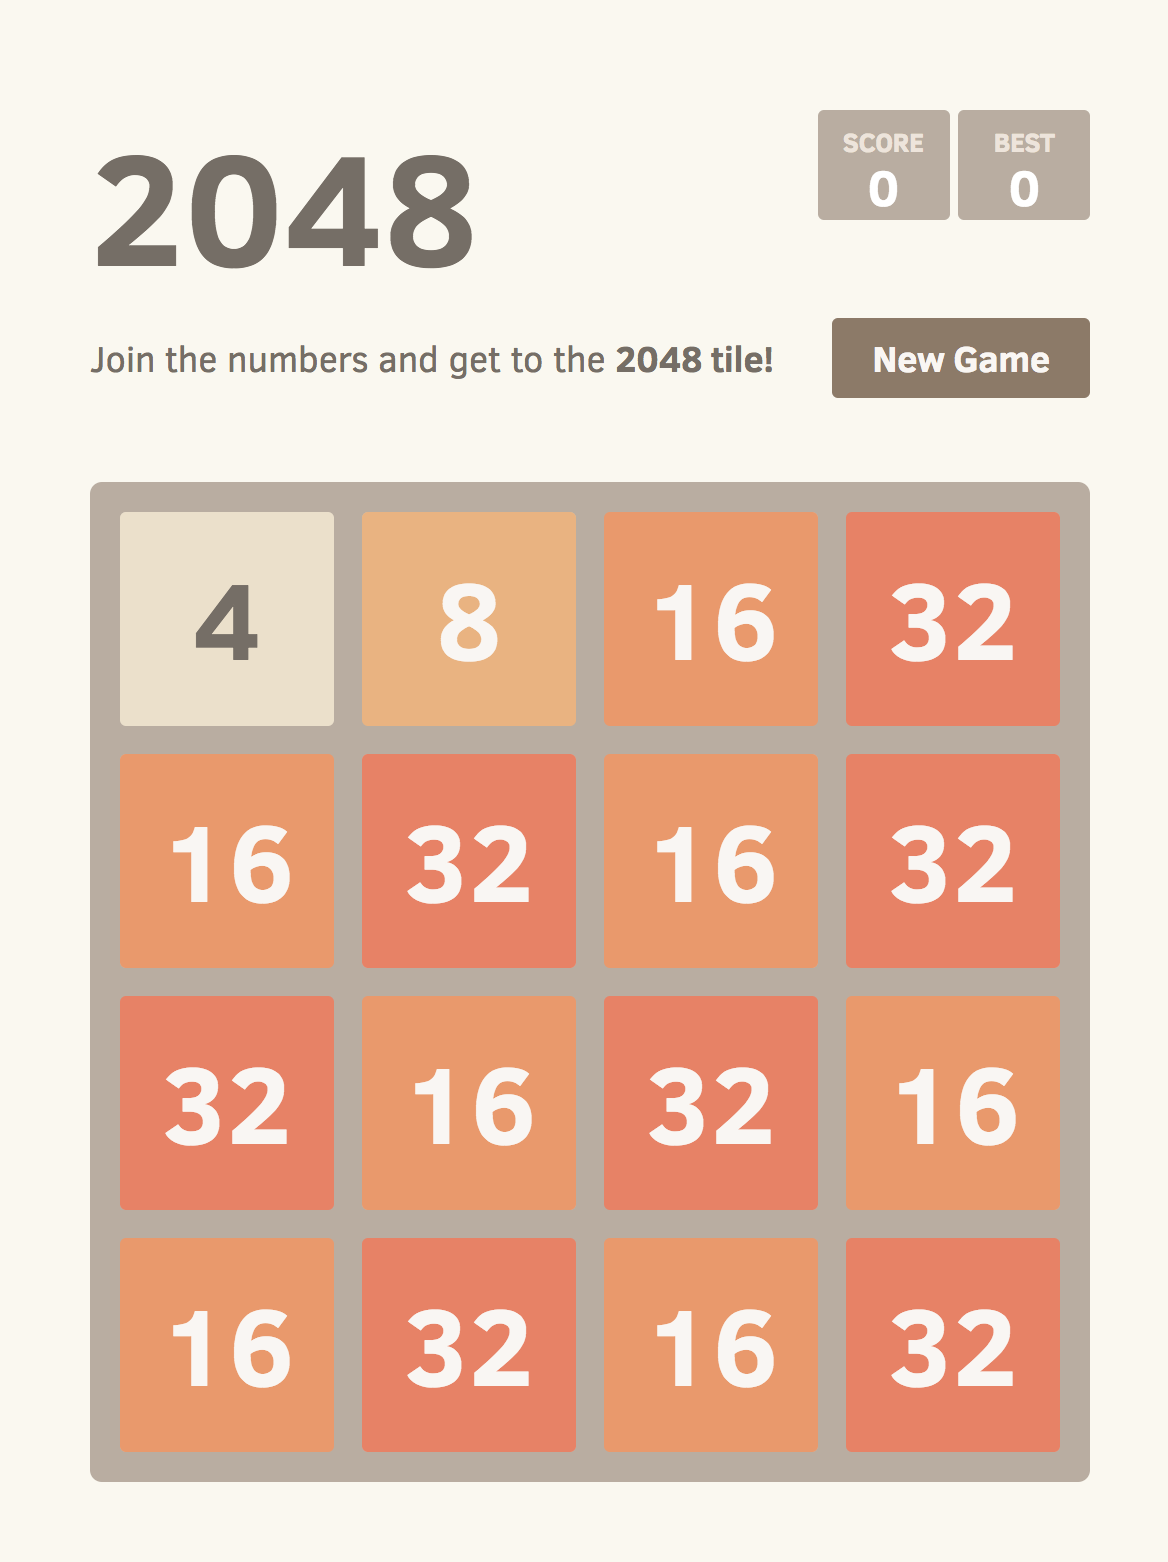 2048
SCORE
0
BEST
0
Join the numbers and get to the 2048 tile!
New Game
4 8 16 32
16 32 16 32
32 16 32 16
16 32 16 32